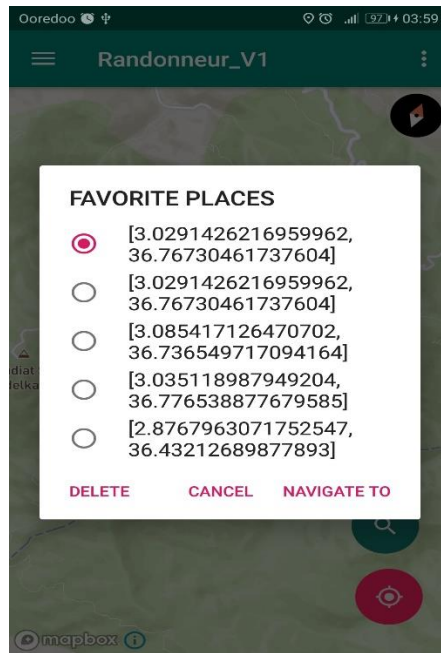 Ooredoo 97 03:59
Randonneur_V1
FAVORITE PLACES
[3.0291426216959962,
36.76730461737604]
[3.0291426216959962,
36.76730461737604]
[3.085417126470702,
36.736549717094164]
[3.035118987949204,
36.776538877679585]
[2.8767963071752547,
36.43212689877893]
DELETE CANCEL NAVIGATE TO
mapbox